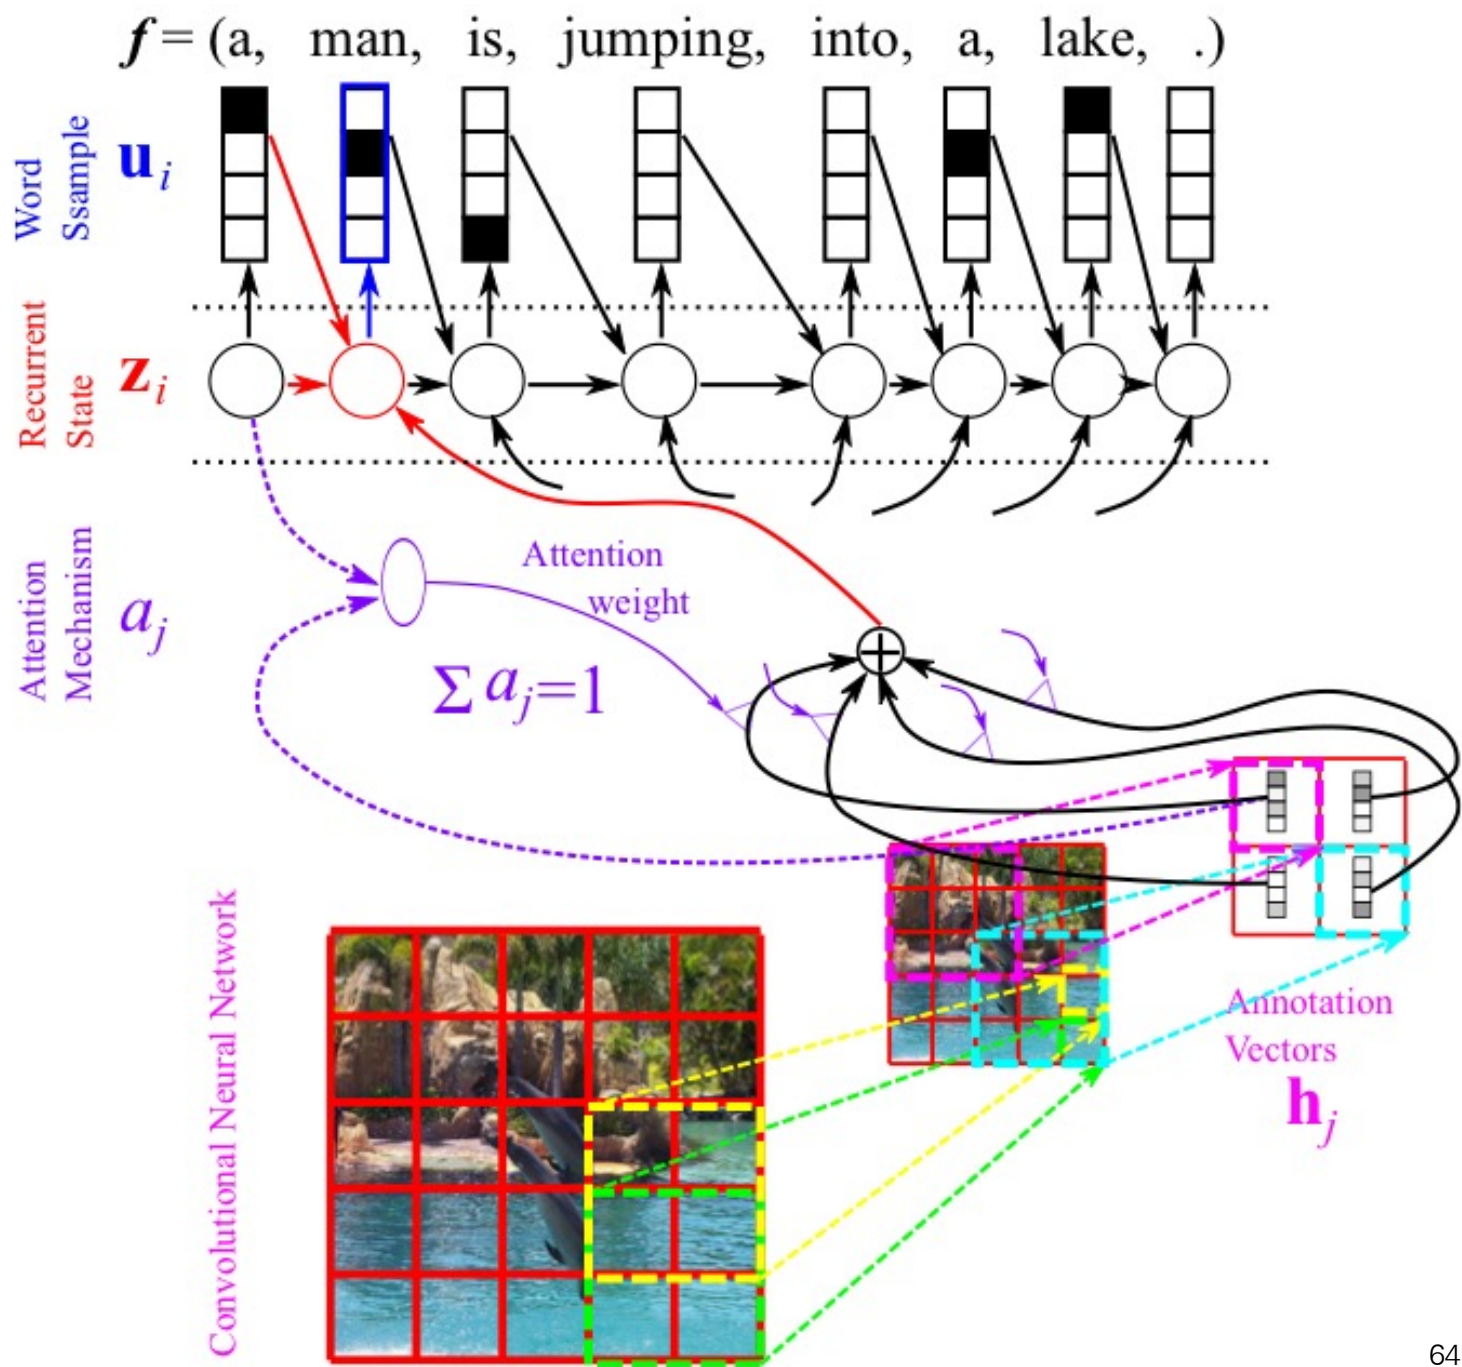 f = (a, man, is, jumping, into, a, lake, .)
Word
Ssample
u_i
Recurrent
State
z_i
Attention
Mechanism
a_j
Attention
weight
∑ a_j=1
Convolutional Neural Network
Annotation
Vectors
h_j
64